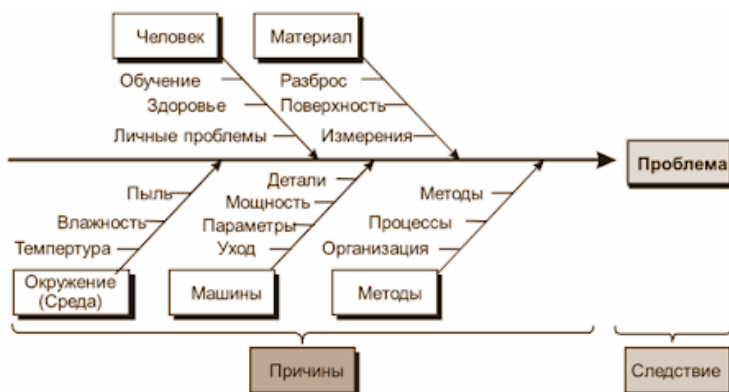 Человек
Материал
Обучение
Здоровье
Личные проблемы
Разброс
Поверхность
Измерения
Проблема
Пыль
Влажность
Темпертура
Детали
Мощность
Параметры
Уход
Методы
Процессы
Организация
Окружение
(Среда)
Машины
Методы
Причины
Следствие